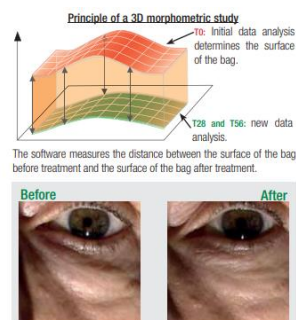 Principle of a 3D morphometric study
T0: Initial data analysis
determines the surface
of the bag.
T28 and T56: new data
analysis.
The software measures the distance between the surface of the bag
before treatment and the surface of the bag after treatment.
Before
After